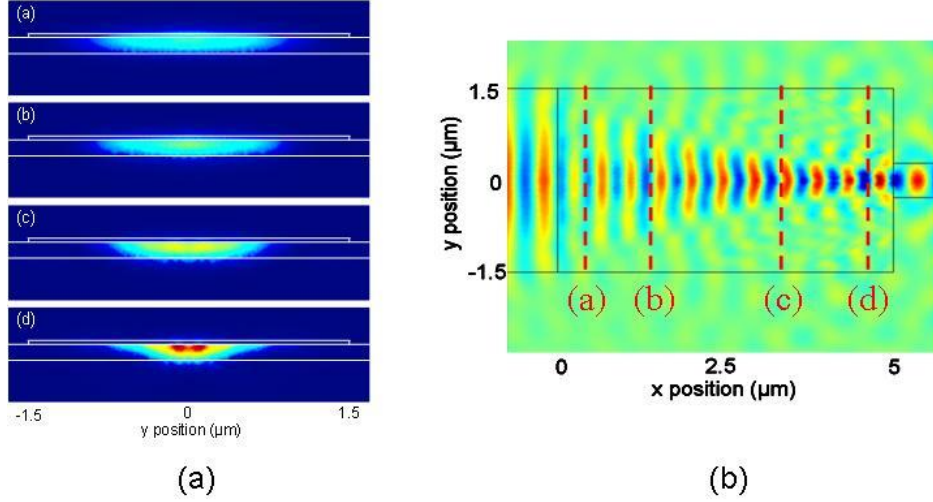 (a)
(b)
(c)
(d)
-1.5 0 1.5
y position (µm)
(a)
1.5
0
-1.5
y position (µm)
(a) (b) (c) (d)
0 2.5 5
x position (µm)
(b)